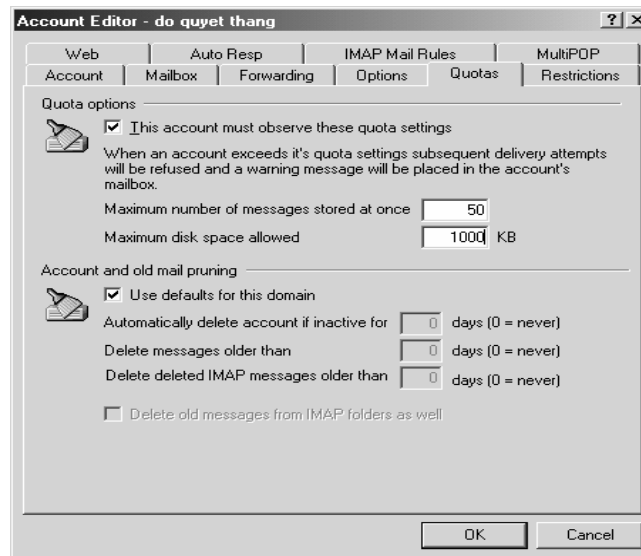 Account Editor - do quyet thang
Web Auto Resp IMAP Mail Rules MultiPOP
Account Mailbox Forwarding Options Quotas Restrictions
Quota options
This account must observe these quota settings
When an account exceeds it's quota settings subsequent delivery attempts
will be refused and a warning message will be placed in the account's
mailbox.
Maximum number of messages stored at once 50
Maximum disk space allowed 1000 KB
Account and old mail pruning
Use defaults for this domain
Automatically delete account if inactive for 0 days (0 = never)
Delete messages older than 0 days (0 = never)
Delete deleted IMAP messages older than 0 days (0 = never)
Delete old messages from IMAP folders as well
OK Cancel